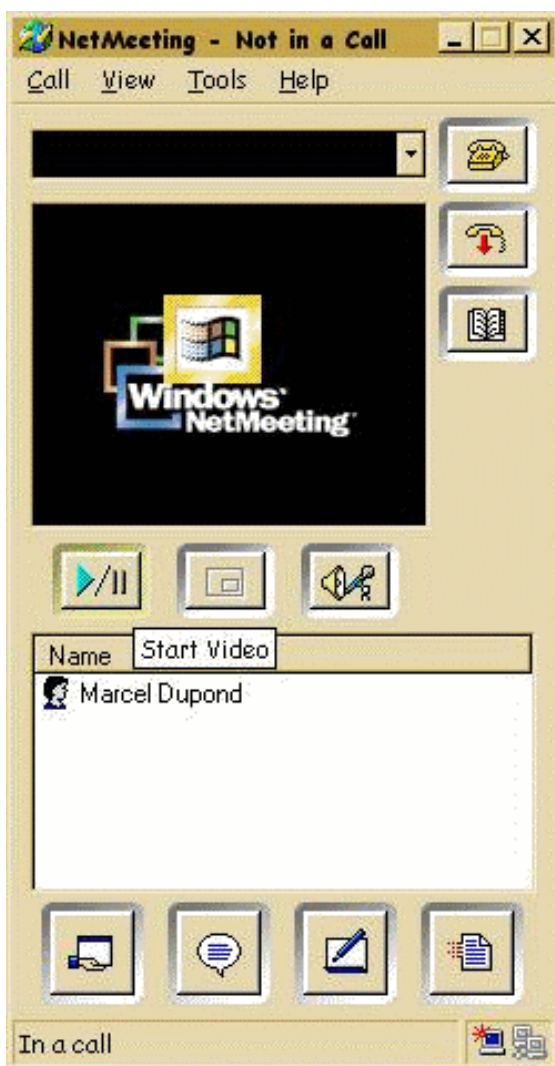 NetMeeting - Not in a Call
Call View Tools Help
Windows
NetMeeting
Start Video
Name
Marcel Dupond
In a call